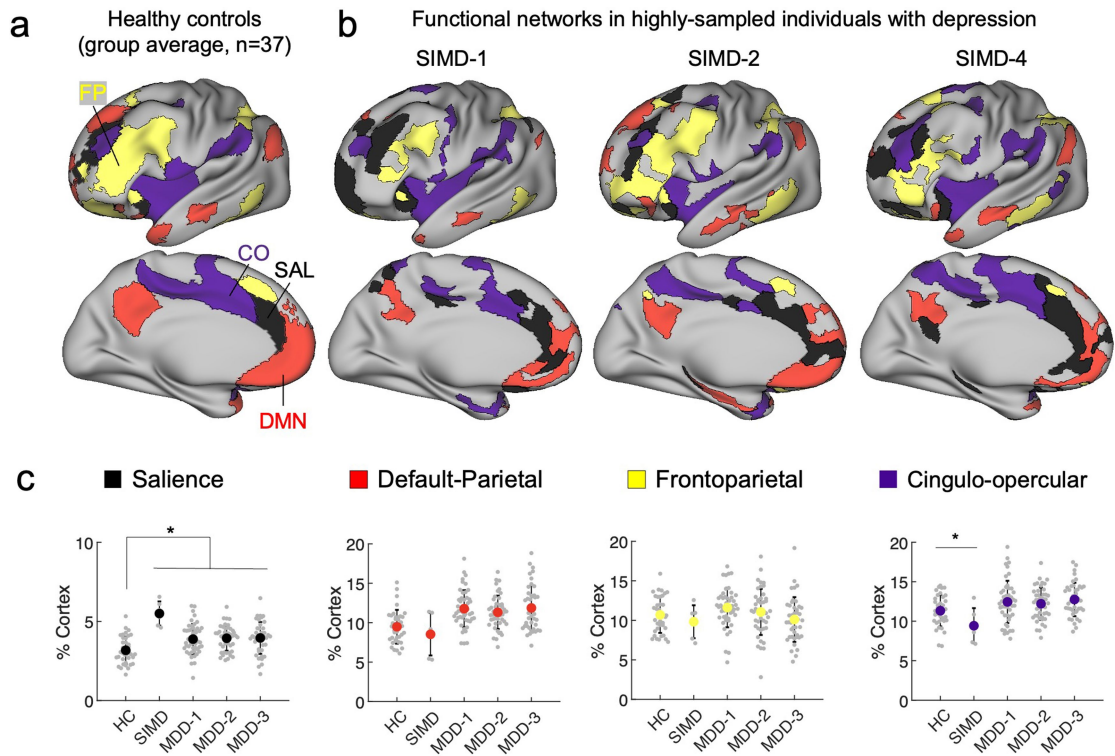 a
Healthy controls
(group average, n=37)
b
Functional networks in highly-sampled individuals with depression
SIMD-1
SIMD-2
SIMD-4
FP
CO
SAL
DMN
c
Salience
Default-Parietal
Frontoparietal
Cingulo-opercular
*
% Cortex
10
5
0
HC
SIMD
MDD-1
MDD-2
MDD-3
% Cortex
20
15
10
5
0
HC
SIMD
MDD-1
MDD-2
MDD-3
% Cortex
20
15
10
5
0
HC
SIMD
MDD-1
MDD-2
MDD-3
*
% Cortex
20
15
10
5
0
HC
SIMD
MDD-1
MDD-2
MDD-3